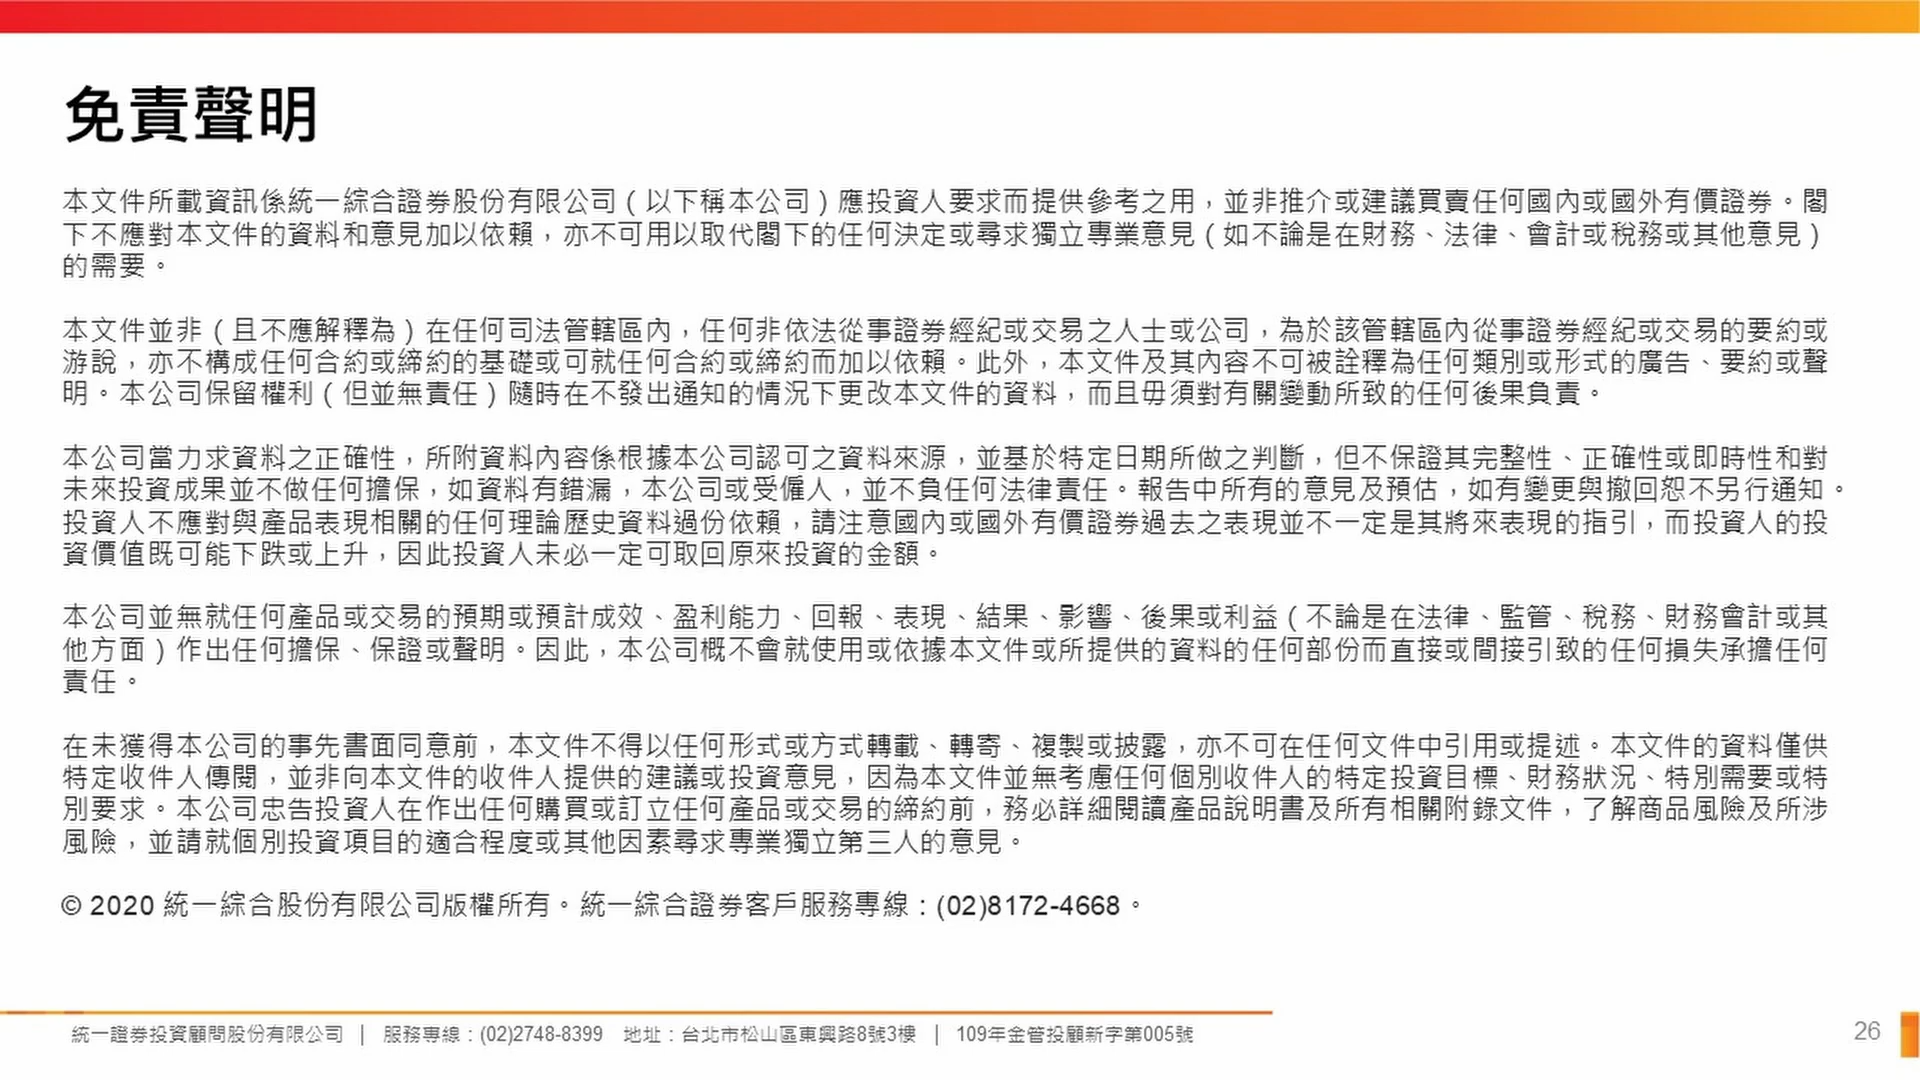 免責聲明
本文件所載資訊係統一綜合證券股份有限公司（以下稱本公司）應投資人要求而提供參考之用，並非推介或建議買賣任何國內或國外有價證券。閣
下不應對本文件的資料和意見加以依賴，亦不可用以取代閣下的任何決定或尋求獨立專業意見（如不論是在財務、法律、會計或稅務或其他意見）
的需要。
本文件並非（且不應解釋為）在任何司法管轄區內，任何非依法從事證券經紀或交易之人士或公司，為於該管轄區內從事證券經紀或交易的要約或
游說，亦不構成任何合約或締約的基礎或可就任何合約或締約而加以依賴。此外，本文件及其內容不可被詮釋為任何類別或形式的廣告、要約或聲
明。本公司保留權利（但並無責任）隨時在不發出通知的情況下更改本文件的資料，而且毋須對有關變動所致的任何後果負責。
本公司當力求資料之正確性，所附資料內容係根據本公司認可之資料來源，並基於特定日期所做之判斷，但不保證其完整性、正確性或即時性和對
未來投資成果並不做任何擔保，如資料有錯漏，本公司或受僱人，並不負任何法律責任。報告中所有的意見及預估，如有變更與撤回恕不另行通知。
投資人不應對與產品表現相關的任何理論歷史資料過份依賴，請注意國內或國外有價證券過去之表現並不一定是其將來表現的指引，而投資人的投
資價值既可能下跌或上升，因此投資人未必一定可取回原來投資的金額。
本公司並無就任何產品或交易的預期或預計成效、盈利能力、回報、表現、結果、影響、後果或利益（不論是在法律、監管、稅務、財務會計或其
他方面）作出任何擔保、保證或聲明。因此，本公司概不會就使用或依據本文件或所提供的資料的任何部份而直接或間接引致的任何損失承擔任何
責任。
在未獲得本公司的事先書面同意前，本文件不得以任何形式或方式轉載、轉寄、複製或披露，亦不可在任何文件中引用或提述。本文件的資料僅供
特定收件人傳閱，並非向本文件的收件人提供的建議或投資意見，因為本文件並無考慮任何個別收件人的特定投資目標、財務狀況、特別需要或特
別要求。本公司忠告投資人在作出任何購買或訂立任何產品或交易的締約前，務必詳細閱讀產品說明書及所有相關附錄文件，了解商品風險及所涉
風險，並請就個別投資項目的適合程度或其他因素尋求專業獨立第三人的意見。
© 2020 統一綜合股份有限公司版權所有。統一綜合證券客戶服務專線：(02)8172-4668。
統一證券投資顧問股份有限公司 | 服務專線：(02)2748-8399 地址：台北市松山區東興路8號3樓 | 109年金管投顧新字第005號
26